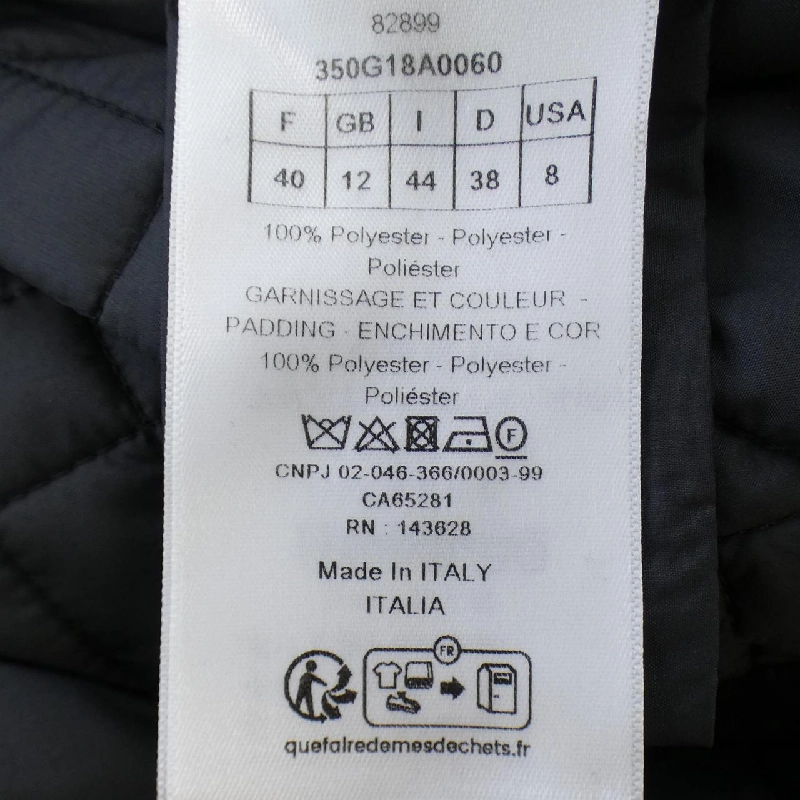 82899
350G18A0060
F GB I D USA
40 12 44 38 8
100% Polyester - Polyester -
Poliéster
GARNISSAGE ET COULEUR -
PADDING - ENCHIMENTO E COR
100% Polyester - Polyester -
Poliéster
F
CNPJ 02-046-366/0003-99
CA65281
RN : 143628
Made In ITALY
ITALIA
FR
quefairedemesdechets.fr